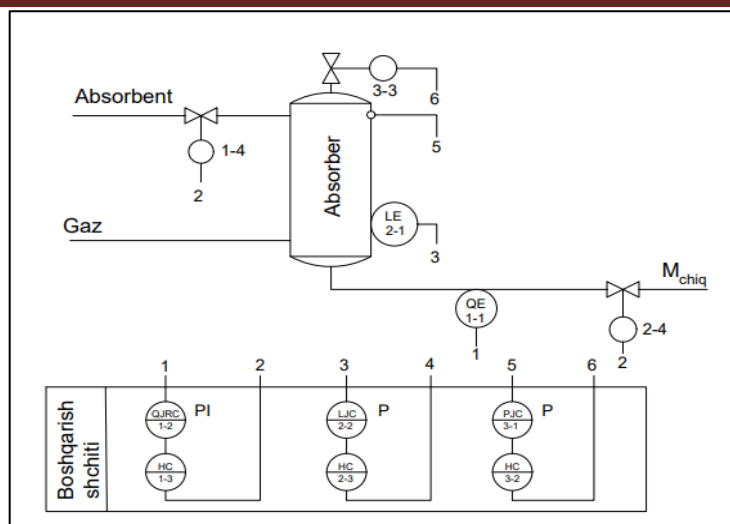 3-3
6
Absorbent
1-4
5
2
Absorber
Gaz
LE
2-1
3
M chiq
QE
1-1
1
2-4
2
1 2 3 4 5 6
QJRC
1-2
PI
LJC
2-2
P
PJC
3-1
P
HC
1-3
HC
2-3
HC
3-2
Boshqarish
shchiti